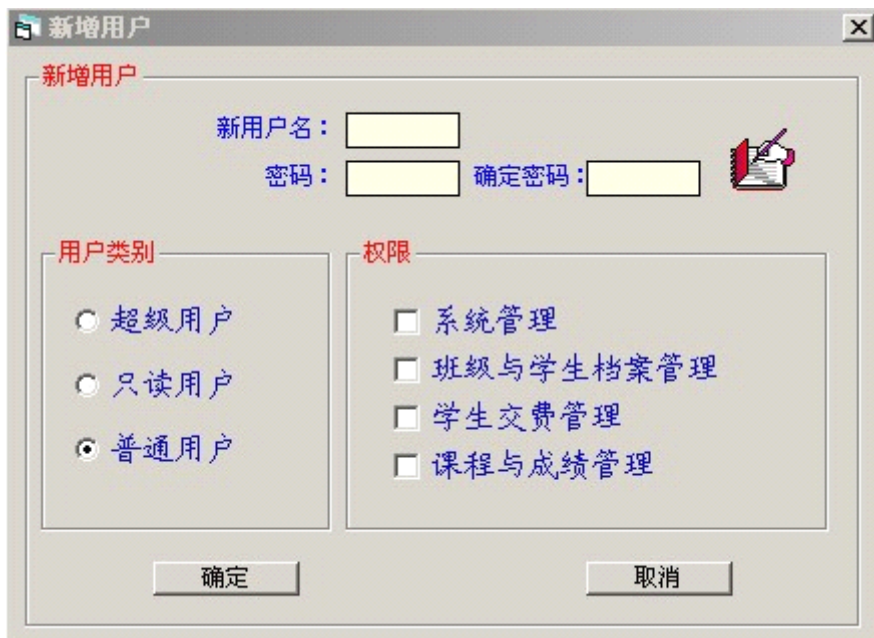 新增用户
新增用户
新用户名：
密码： 确定密码：
用户类别
超级用户
只读用户
普通用户
权限
系统管理
班级与学生档案管理
学生交费管理
课程与成绩管理
确定 取消